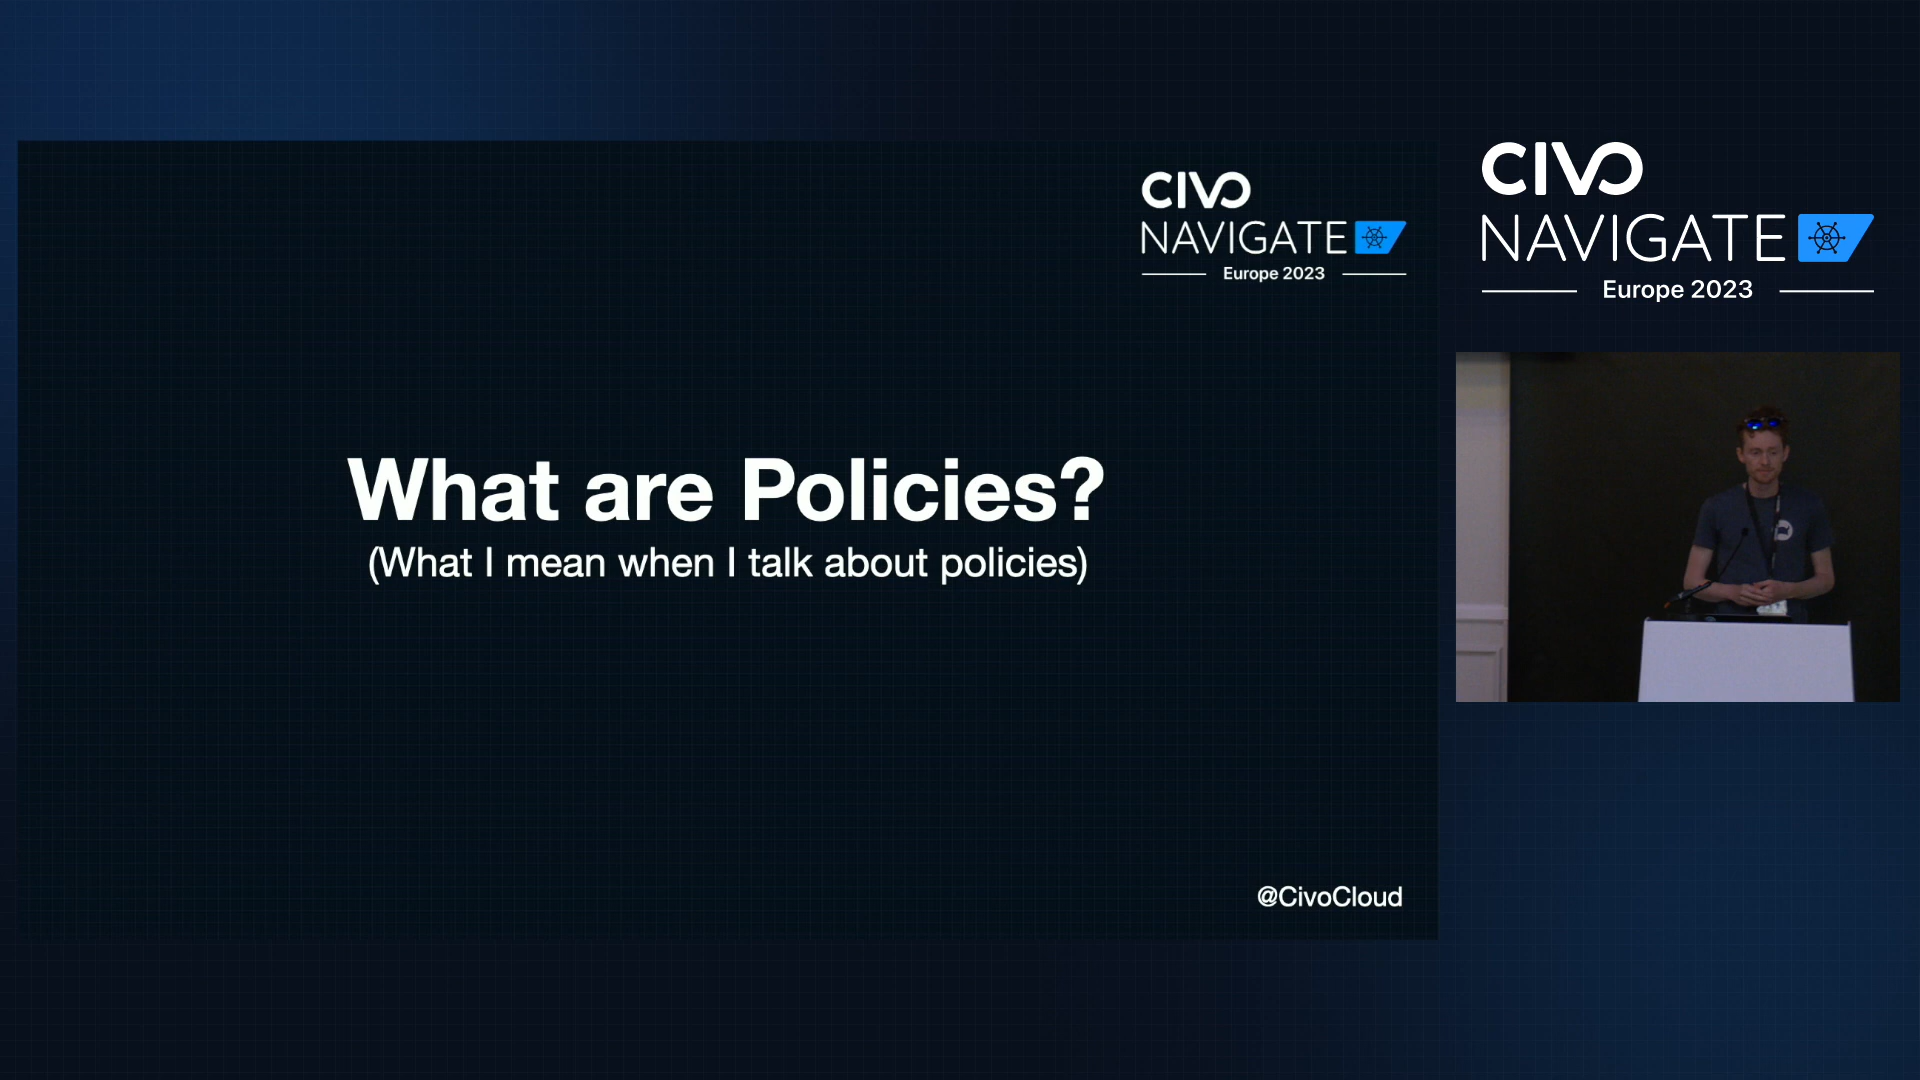 CIVO
NAVIGATE
Europe 2023
What are Policies?
(What I mean when I talk about policies)
@CivoCloud
CIVO
NAVIGATE
Europe 2023